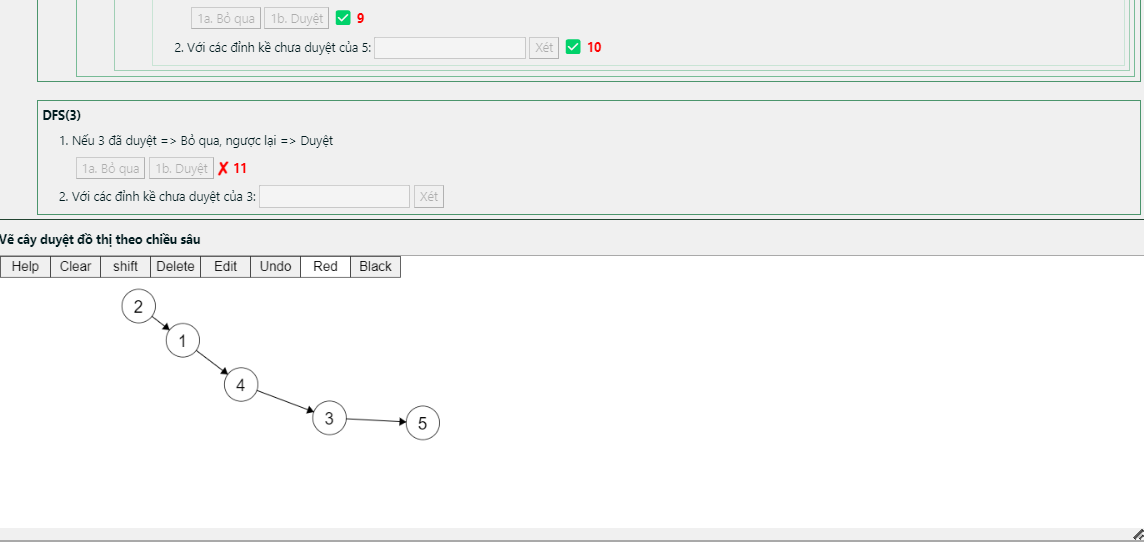 1a. Bỏ qua 1b. Duyệt 9
2. Với các đỉnh kề chưa duyệt của 5: Xét 10
DFS(3)
1. Nếu 3 đã duyệt => Bỏ qua, ngược lại => Duyệt
1a. Bỏ qua 1b. Duyệt ✗ 11
2. Với các đỉnh kề chưa duyệt của 3: Xét
Vẽ cây duyệt đồ thị theo chiều sâu
Help Clear shift Delete Edit Undo Red Black
2
1
4
3
5